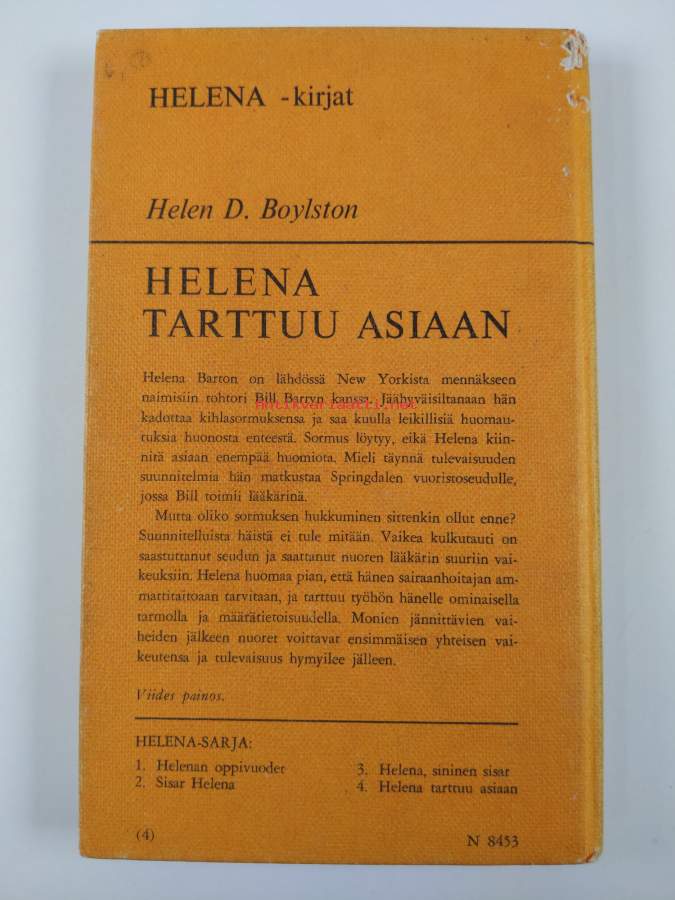 HELENA -kirjat
Helen D. Boylston
HELENA
TARTTUU ASIAAN
Helena Barton on lähdössä New Yorkista mennäkseen
naimisiin tohtori Bill Barryn kanssa. Jäähyväisiltanaan hän
Antikvariaatti.net
kadottaa kihlasormuksensa ja saa kuulla leikillisiä huomau-
tuksia huonosta enteestä. Sormus löytyy, eikä Helena kiin-
nitä asiaan enempää huomiota. Mieli täynnä tulevaisuuden
suunnitelmia hän matkustaa Springdalen vuoristoseudulle,
jossa Bill toimii lääkärinä.
Mutta oliko sormuksen hukkuminen sittenkin ollut enne?
Suunnitelluista häistä ei tule mitään. Vaikea kulkutauti on
saastuttanut seudun ja saattanut nuoren lääkärin suuriin vai-
keuksiin. Helena huomaa pian, että hänen sairaanhoitajan am-
mattitaitoaan tarvitaan, ja tarttuu työhön hänelle ominaisella
tarmolla ja määrätietoisuudella. Monien jännittävien vai-
heiden jälkeen nuoret voittavat ensimmäisen yhteisen vai-
keutensa ja tulevaisuus hymyilee jälleen.
Viides painos.
HELENA-SARJA:
1. Helenan oppivuodet
2. Sisar Helena
3. Helena, sininen sisar
4. Helena tarttuu asiaan
(4)
N 8453